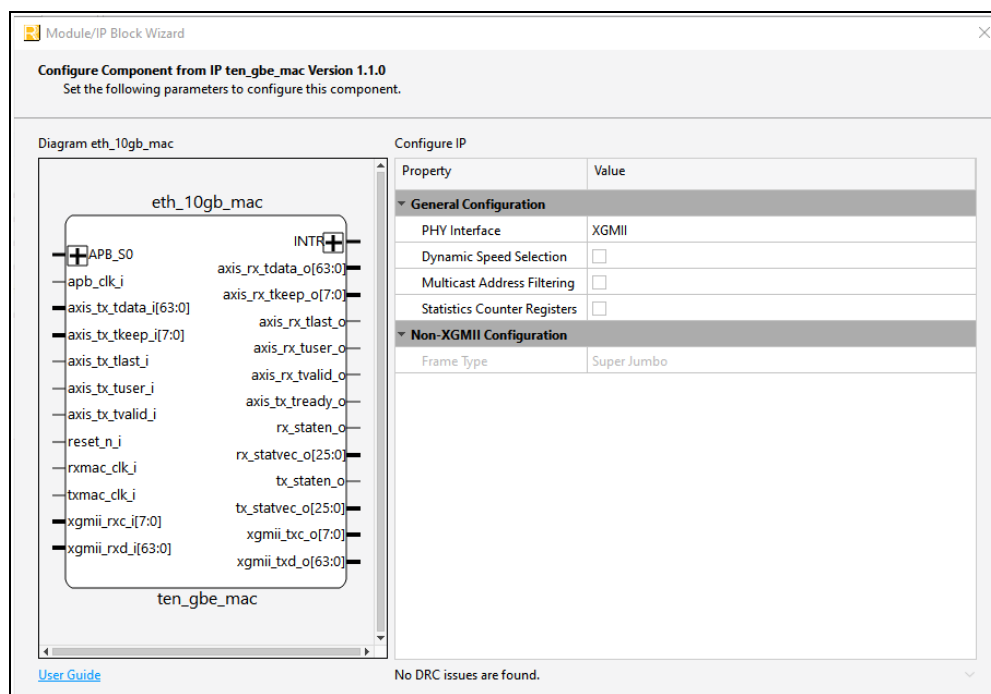 Module/IP Block Wizard
Configure Component from IP ten_gbe_mac Version 1.1.0
Set the following parameters to configure this component.
Diagram eth_10gb_mac
eth_10gb_mac
APB_S0
apb_clk_i
axis_tx_tdata_i[63:0]
axis_tx_tkeep_i[7:0]
axis_tx_tlast_i
axis_tx_tuser_i
axis_tx_tvalid_i
reset_n_i
rxmac_clk_i
txmac_clk_i
xgmii_rxc_i[7:0]
xgmii_rxd_i[63:0]
INTR
axis_rx_tdata_o[63:0]
axis_rx_tkeep_o[7:0]
axis_rx_tlast_o
axis_rx_tuser_o
axis_rx_tvalid_o
axis_tx_tready_o
rx_staten_o
rx_statvec_o[25:0]
tx_staten_o
tx_statvec_o[25:0]
xgmii_txc_o[7:0]
xgmii_txd_o[63:0]
ten_gbe_mac
User Guide
Configure IP
Property Value
General Configuration
PHY Interface XGMII
Dynamic Speed Selection
Multicast Address Filtering
Statistics Counter Registers
Non-XGMII Configuration
Frame Type Super Jumbo
No DRC issues are found.